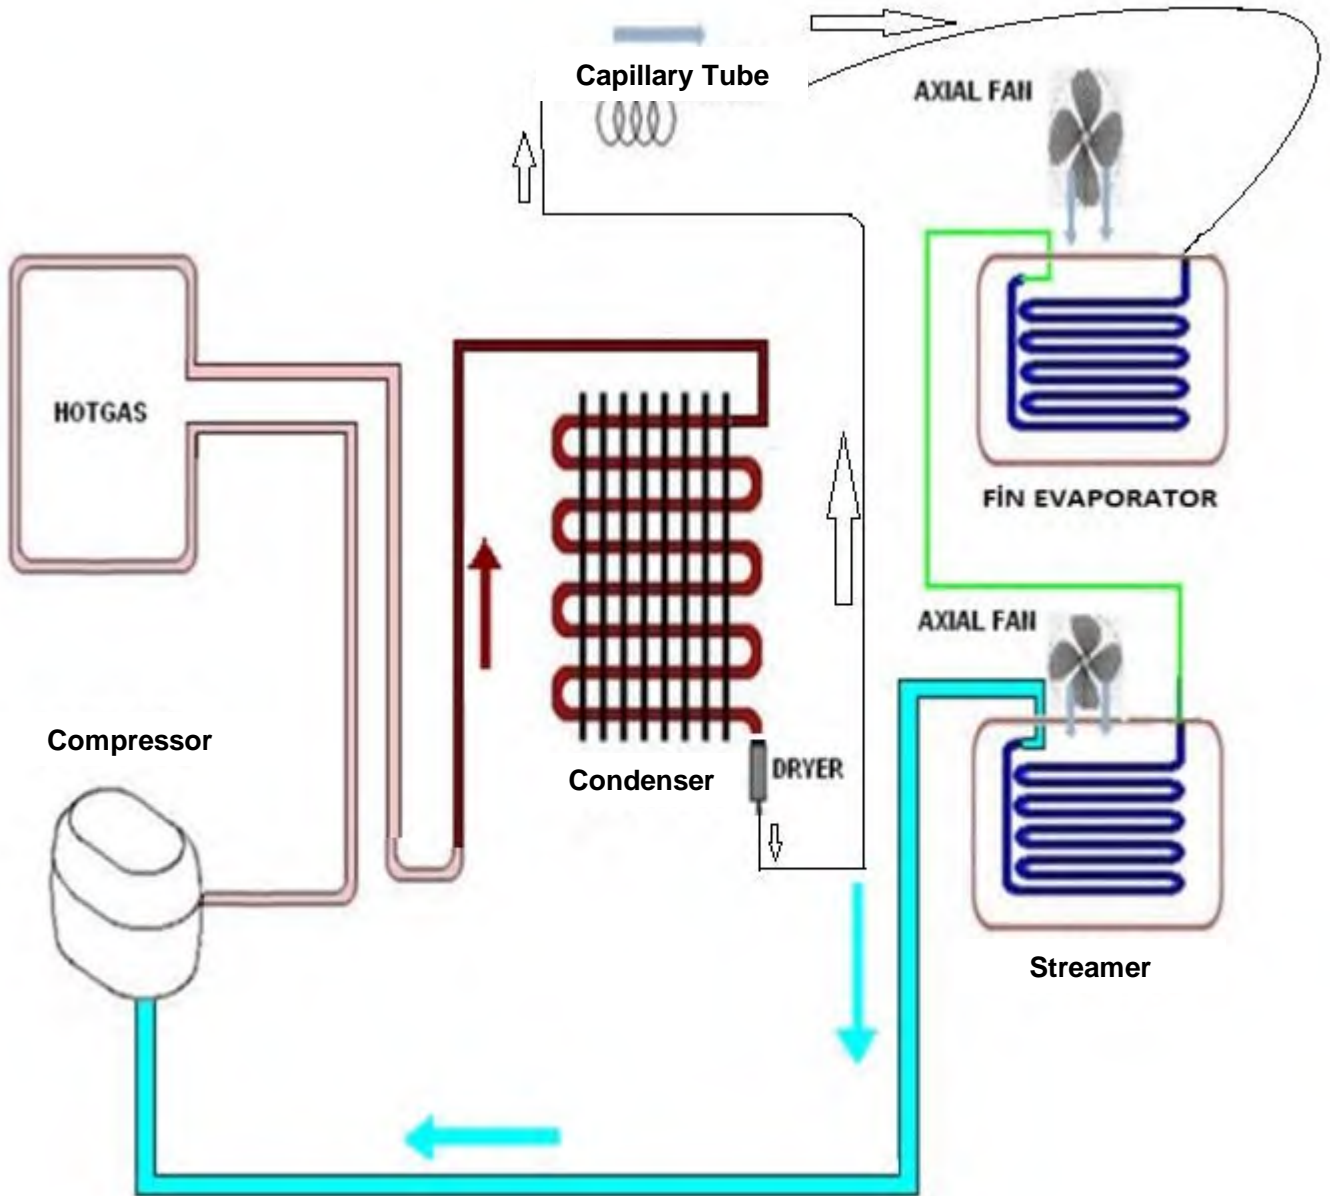 Capillary Tube
AXIAL FAN
HOTGAS
FİN EVAPORATOR
AXIAL FAN
Compressor
Condenser
DRYER
Streamer